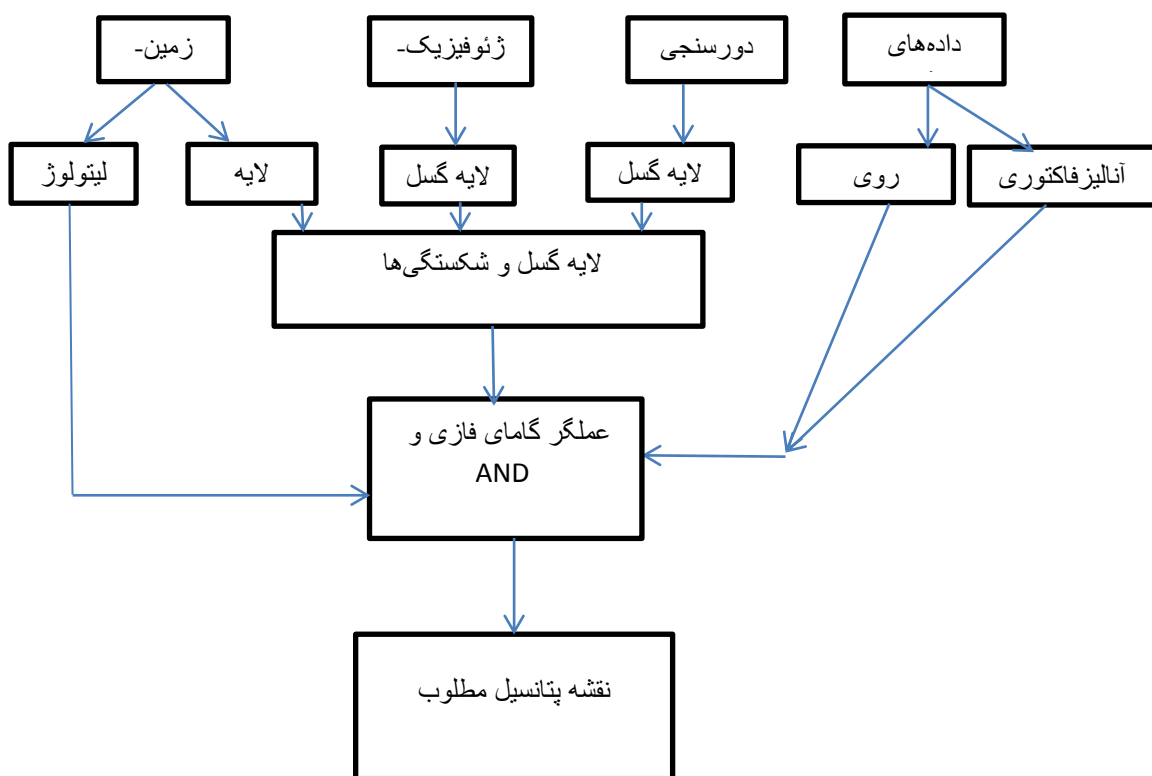 داده‌های
دورسنجی
ژئوفیزیک-
زمین-
آنالیزفاکتوری
روی
لایه گسل
لایه گسل
لایه
لیتولوژ
لایه گسل و شکستگی‌ها
عملگر گامای فازی و
AND
نقشه پتانسیل مطلوب